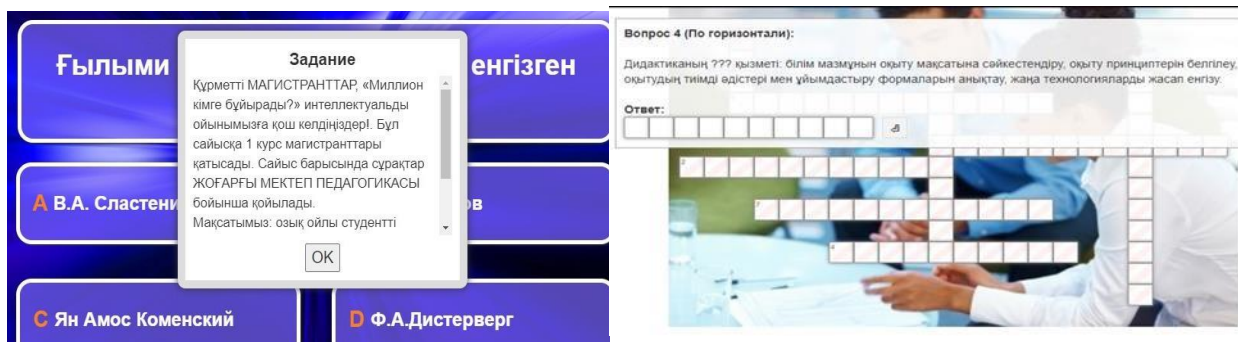 Ғылыми
енгізген
Задание
Құрметті МАГИСТРАНТТАР, «Миллион
кімге бұйырады?» интеллектуальды
ойынымызға қош келдіңіздер!. Бұл
сайысқа 1 курс магистранттары
қатысады. Сайыс барысында сұрақтар
ЖОҒАРҒЫ МЕКТЕП ПЕДАГОГИКАСЫ
бойынша қойылады.
Мақсатымыз: озық ойлы студентті
OK
A В.А. Сластени
ов
C Ян Амос Коменский
D Ф.А.Дистерверг
Вопрос 4 (По горизонтали):
Дидактиканың ??? қызметі: білім мазмұнын оқыту мақсатына сәйкестендіру, оқыту принциптерін белгілеу,
оқытудың тиімді әдістері мен ұйымдастыру формаларын анықтау, жаңа технологияларды жасап енгізу.
Ответ:
2
7
4